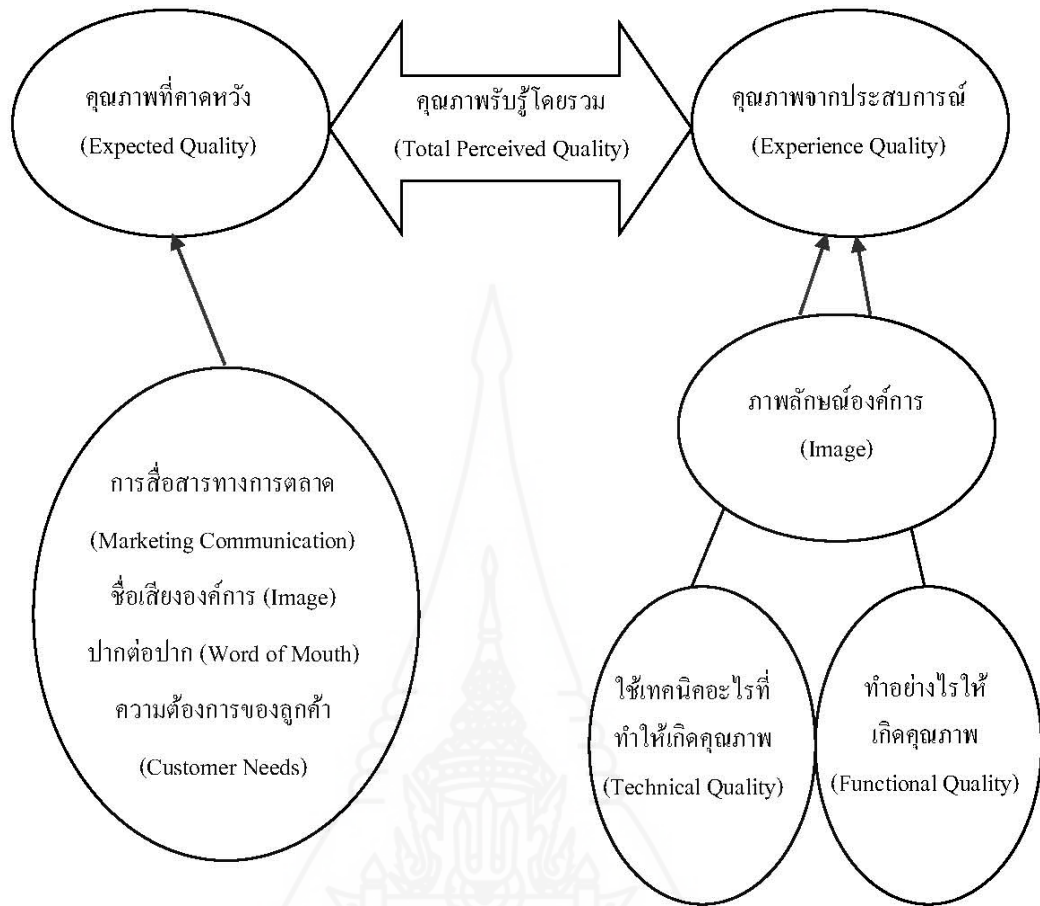 คุณภาพที่คาดหวัง
(Expected Quality)
คุณภาพรับรู้โดยรวม
(Total Perceived Quality)
คุณภาพจากประสบการณ์
(Experience Quality)
การสื่อสารทางการตลาด
(Marketing Communication)
ชื่อเสียงองค์การ (Image)
ปากต่อปาก (Word of Mouth)
ความต้องการของลูกค้า
(Customer Needs)
ภาพลักษณ์องค์การ
(Image)
ใช้เทคนิคอะไรที่
ทำให้เกิดคุณภาพ
(Technical Quality)
ทำอย่างไรให้
เกิดคุณภาพ
(Functional Quality)